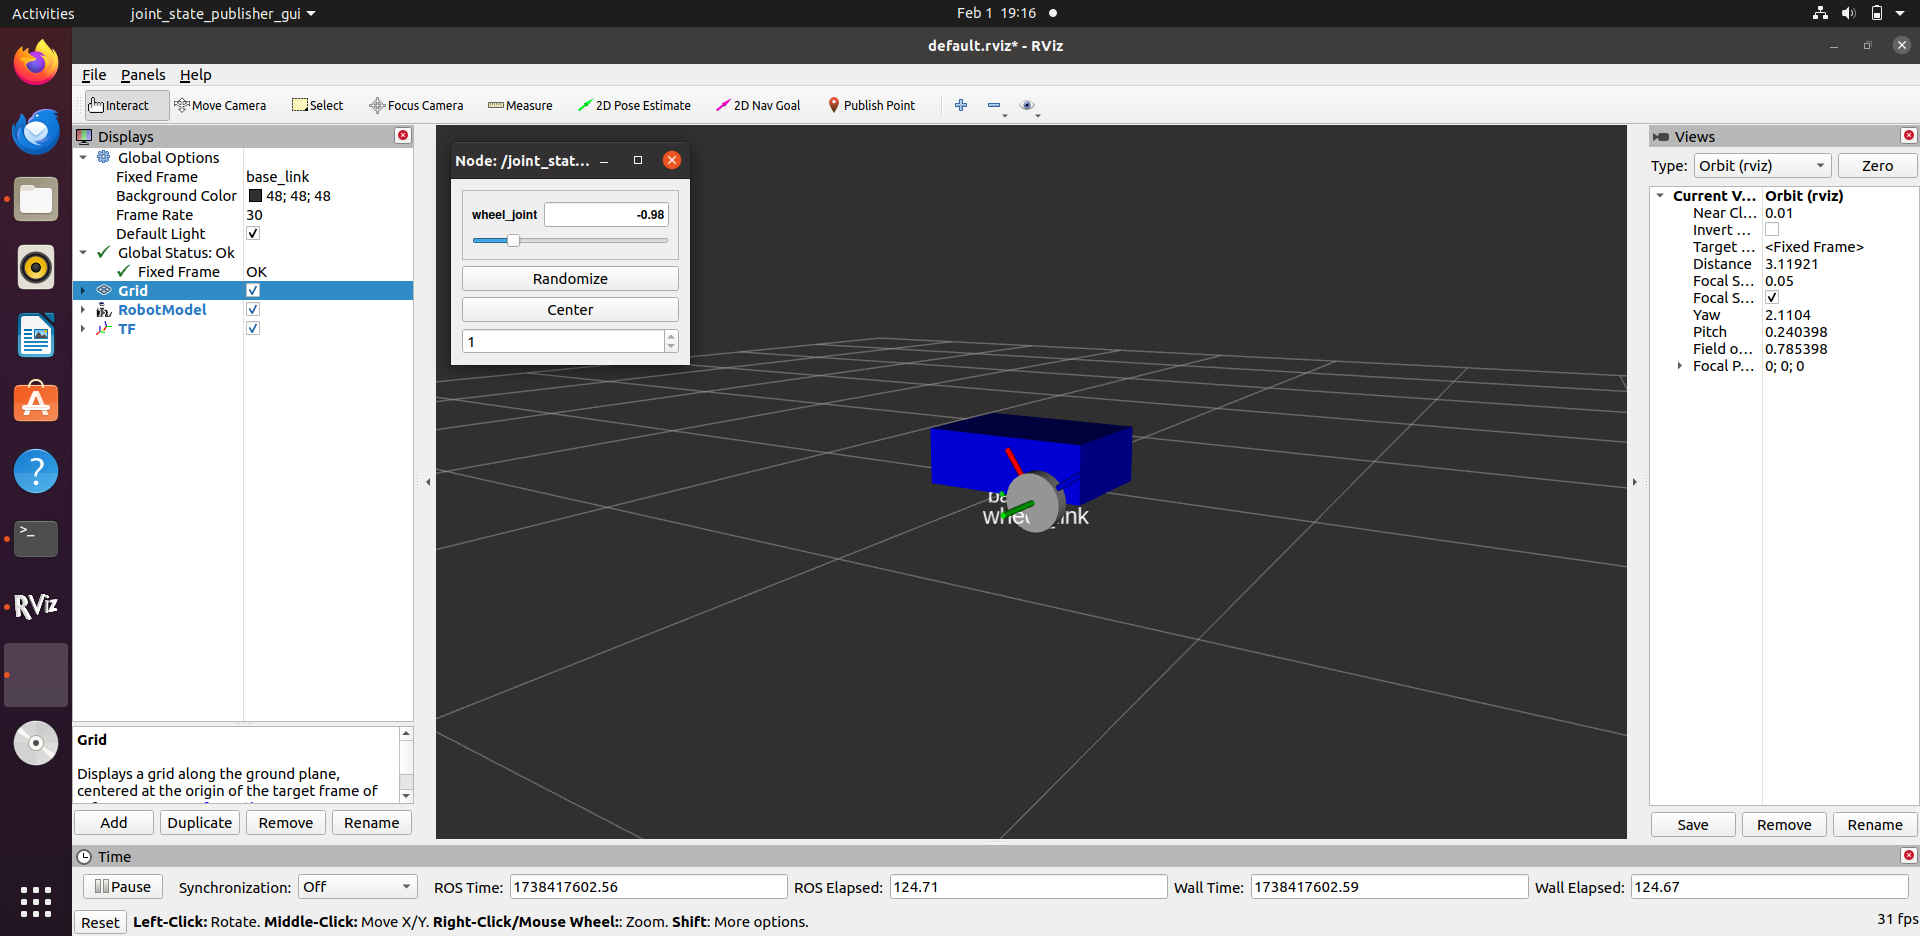 Activities
joint_state_publisher_gui
Feb 1 19:16
default.rviz* - RViz
File Panels Help
Interact Move Camera Select Focus Camera Measure 2D Pose Estimate 2D Nav Goal Publish Point
Displays
Global Options
Fixed Frame base_link
Background Color 48; 48; 48
Frame Rate 30
Default Light
Global Status: Ok
Fixed Frame OK
Grid
RobotModel
TF
Grid
Displays a grid along the ground plane,
centered at the origin of the target frame of
Add Duplicate Remove Rename
Node: /joint_stat...
wheel_joint -0.98
Randomize
Center
1
Views
Type: Orbit (rviz) Zero
Current V... Orbit (rviz)
Near Cl... 0.01
Invert ...
Target ... <Fixed Frame>
Distance 3.11921
Focal S... 0.05
Focal S...
Yaw 2.1104
Pitch 0.240398
Field o... 0.785398
Focal P... 0; 0; 0
Save Remove Rename
RViz
?
>_
Time
Pause Synchronization: Off ROS Time: 1738417602.56 ROS Elapsed: 124.71 Wall Time: 1738417602.59 Wall Elapsed: 124.67
Reset Left-Click: Rotate. Middle-Click: Move X/Y. Right-Click/Mouse Wheel:: Zoom. Shift: More options. 31 fps